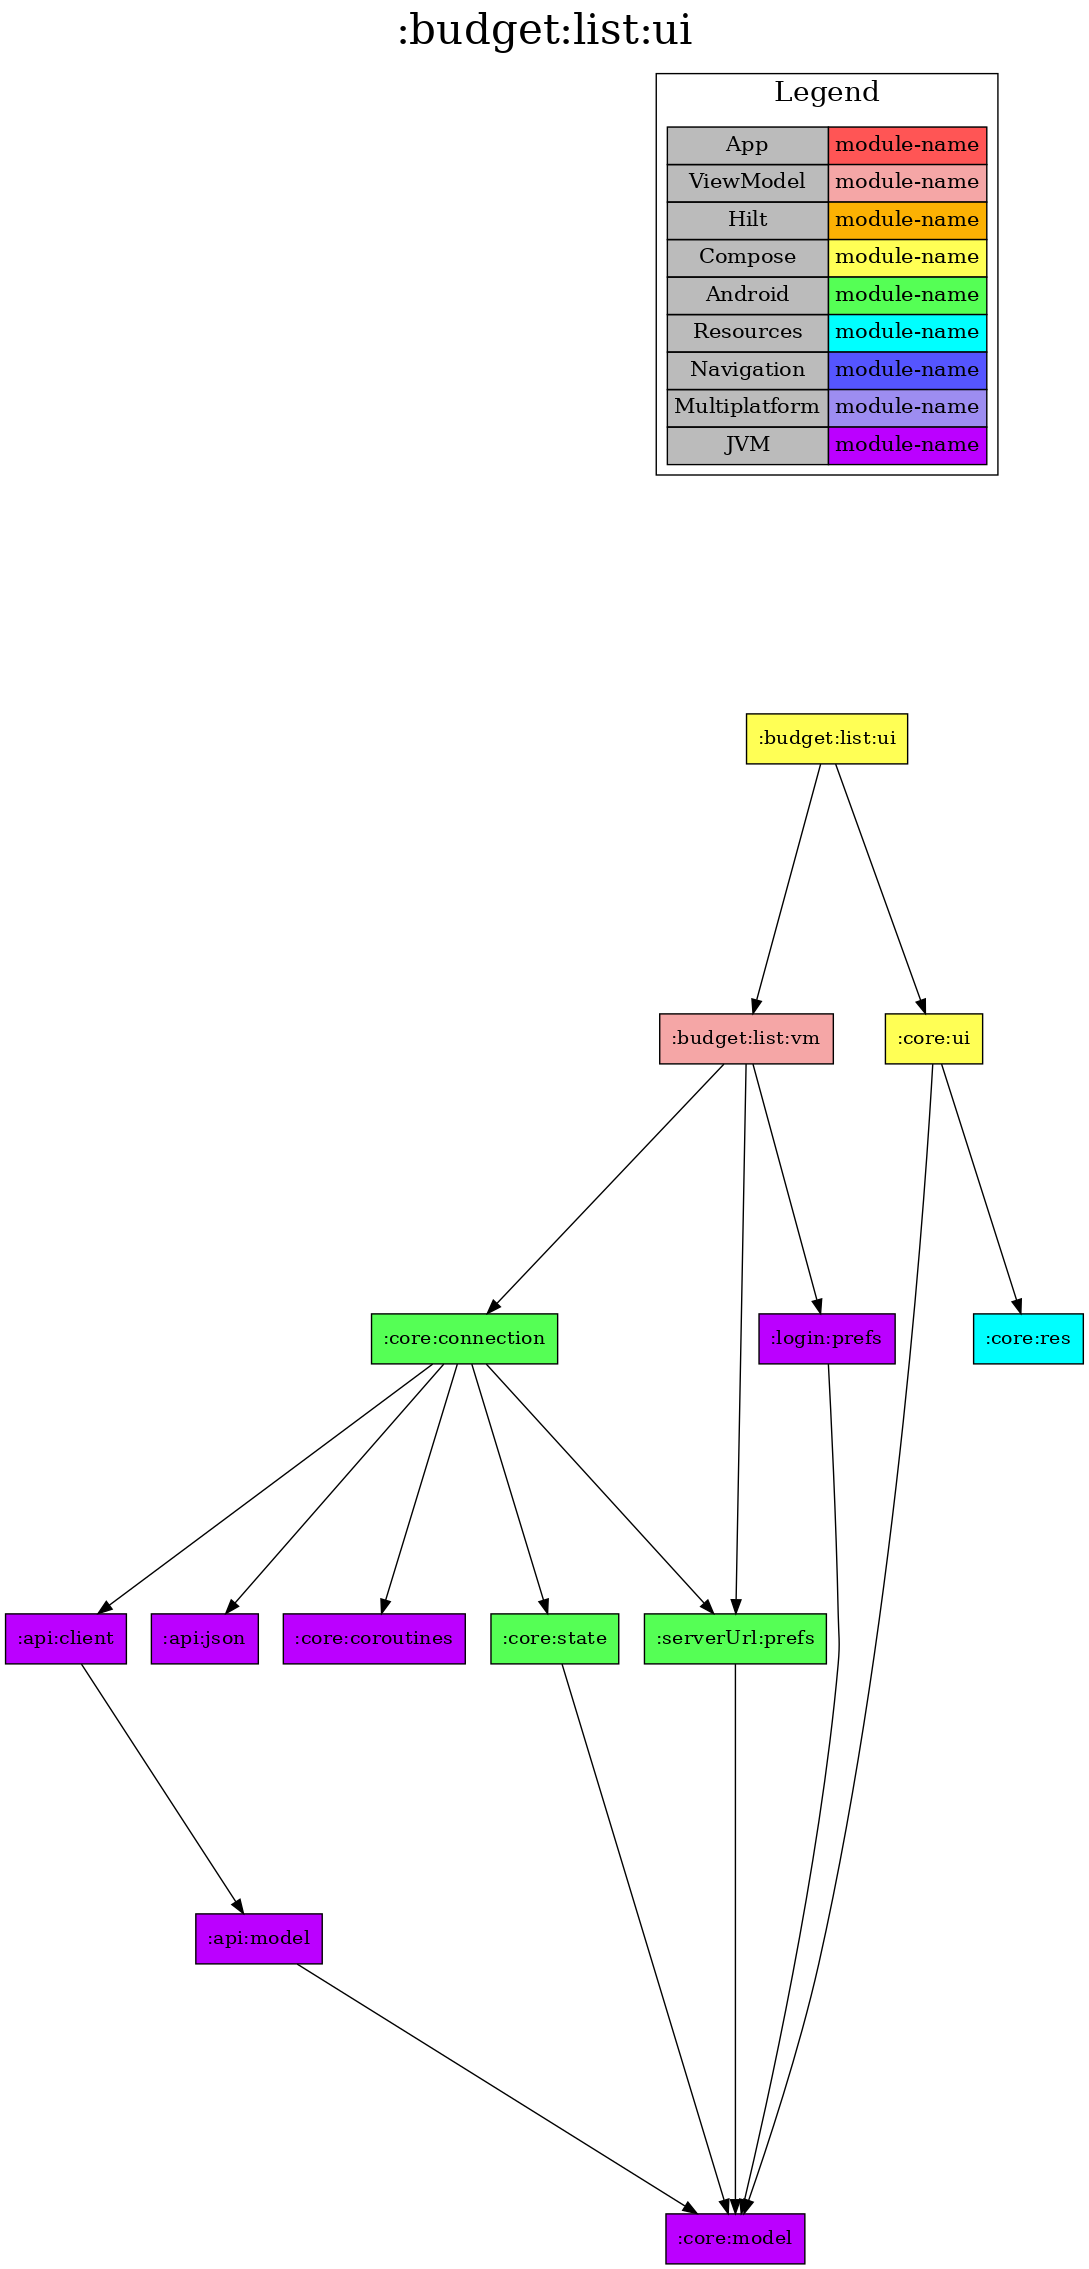 :budget:list:ui
Legend
App module-name
ViewModel module-name
Hilt module-name
Compose module-name
Android module-name
Resources module-name
Navigation module-name
Multiplatform module-name
JVM module-name
:budget:list:ui
:budget:list:vm
:core:ui
:core:connection
:login:prefs
:core:res
:api:client
:api:json
:core:coroutines
:core:state
:serverUrl:prefs
:api:model
:core:model